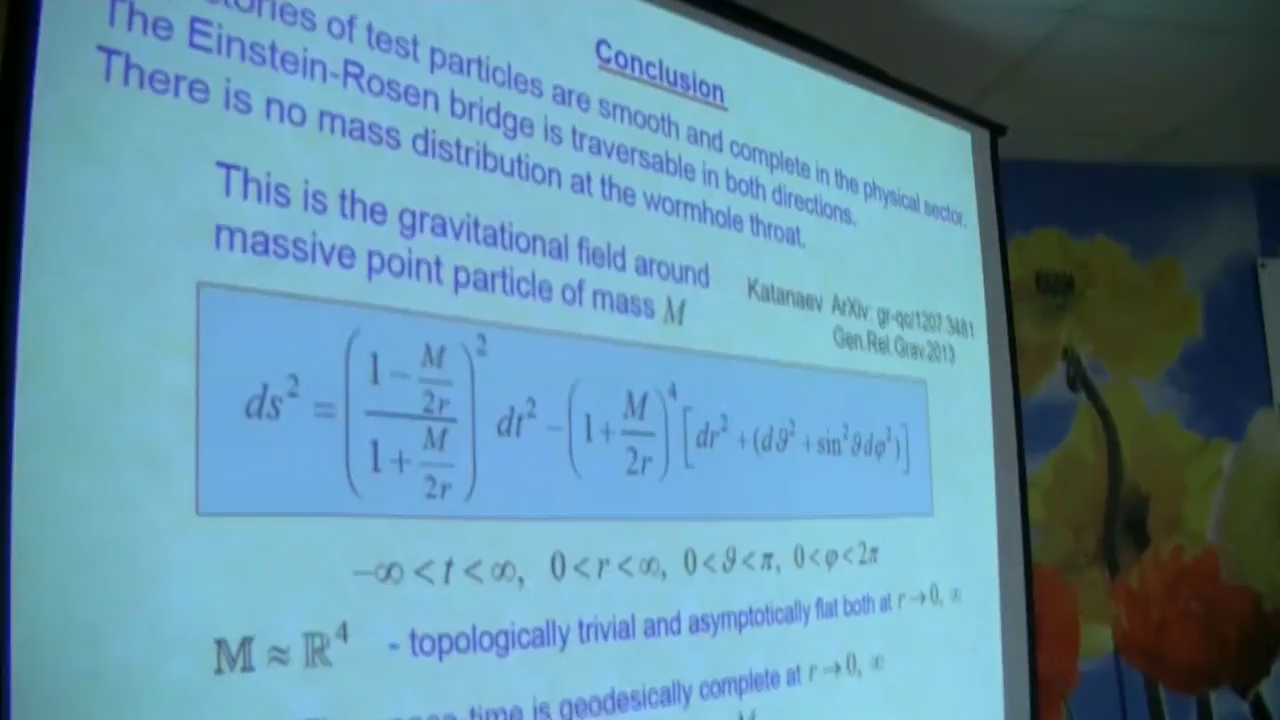 Conclusion
of test particles are smooth and complete in the physical sector.
The Einstein-Rosen bridge is traversable in both directions.
There is no mass distribution at the wormhole throat.
This is the gravitational field around
massive point particle of mass M
Katanaev ArXiv: gr-qc/1207.3481
Gen.Rel.Grav.2013
ds² = ((1 - M/2r)/(1 + M/2r))² dt² - (1 + M/2r)⁴ [dr² + (dϑ² + sin²ϑdφ²)]
-∞ < t < ∞, 0 < r < ∞, 0 < ϑ < π, 0 < φ < 2π
𝕄 ≈ ℝ⁴ - topologically trivial and asymptotically flat both at r → 0, ∞
time is geodesically complete at r → 0, ∞